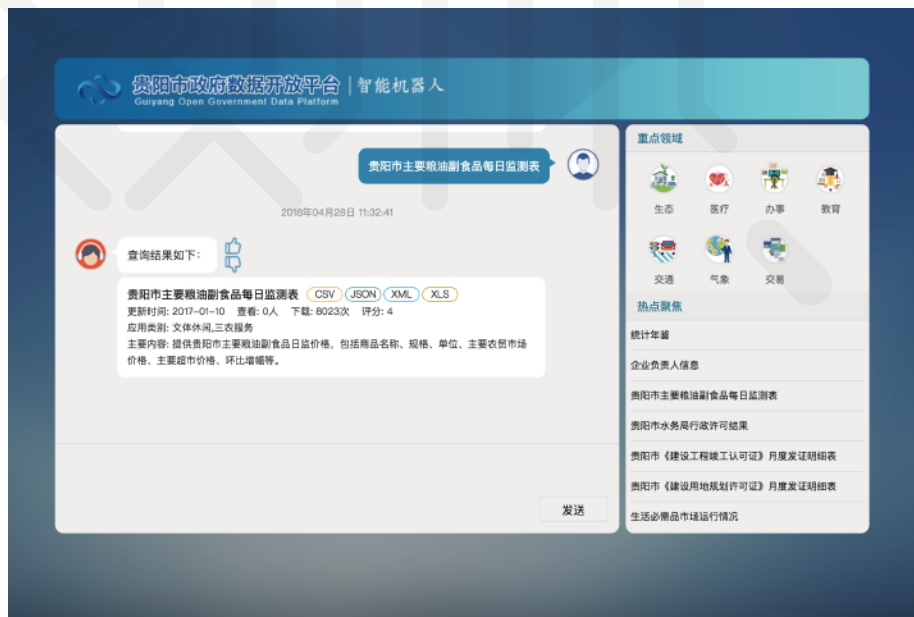 贵阳市政府数据开放平台 | 智能机器人
Guiyang Open Government Data Platform
贵阳市主要粮油副食品每日监测表
2018年04月28日 11:32:41
查询结果如下：
贵阳市主要粮油副食品每日监测表 CSV JSON XML XLS
更新时间: 2017-01-10 查看: 0人 下载: 8023次 评分: 4
应用类别: 文体休闲,三农服务
主要内容: 提供贵阳市主要粮油副食品日监价格，包括商品名称、规格、单位、主要农贸市场
价格、主要超市价格、环比增幅等。
发送
重点领域
生态 医疗 办事 教育
交通 气象 交易
热点聚焦
统计年鉴
企业负责人信息
贵阳市主要粮油副食品每日监测表
贵阳市水务局行政许可结果
贵阳市《建设工程竣工认可证》月度发证明细表
贵阳市《建设用地规划许可证》月度发证明细表
生活必需品市场运行情况